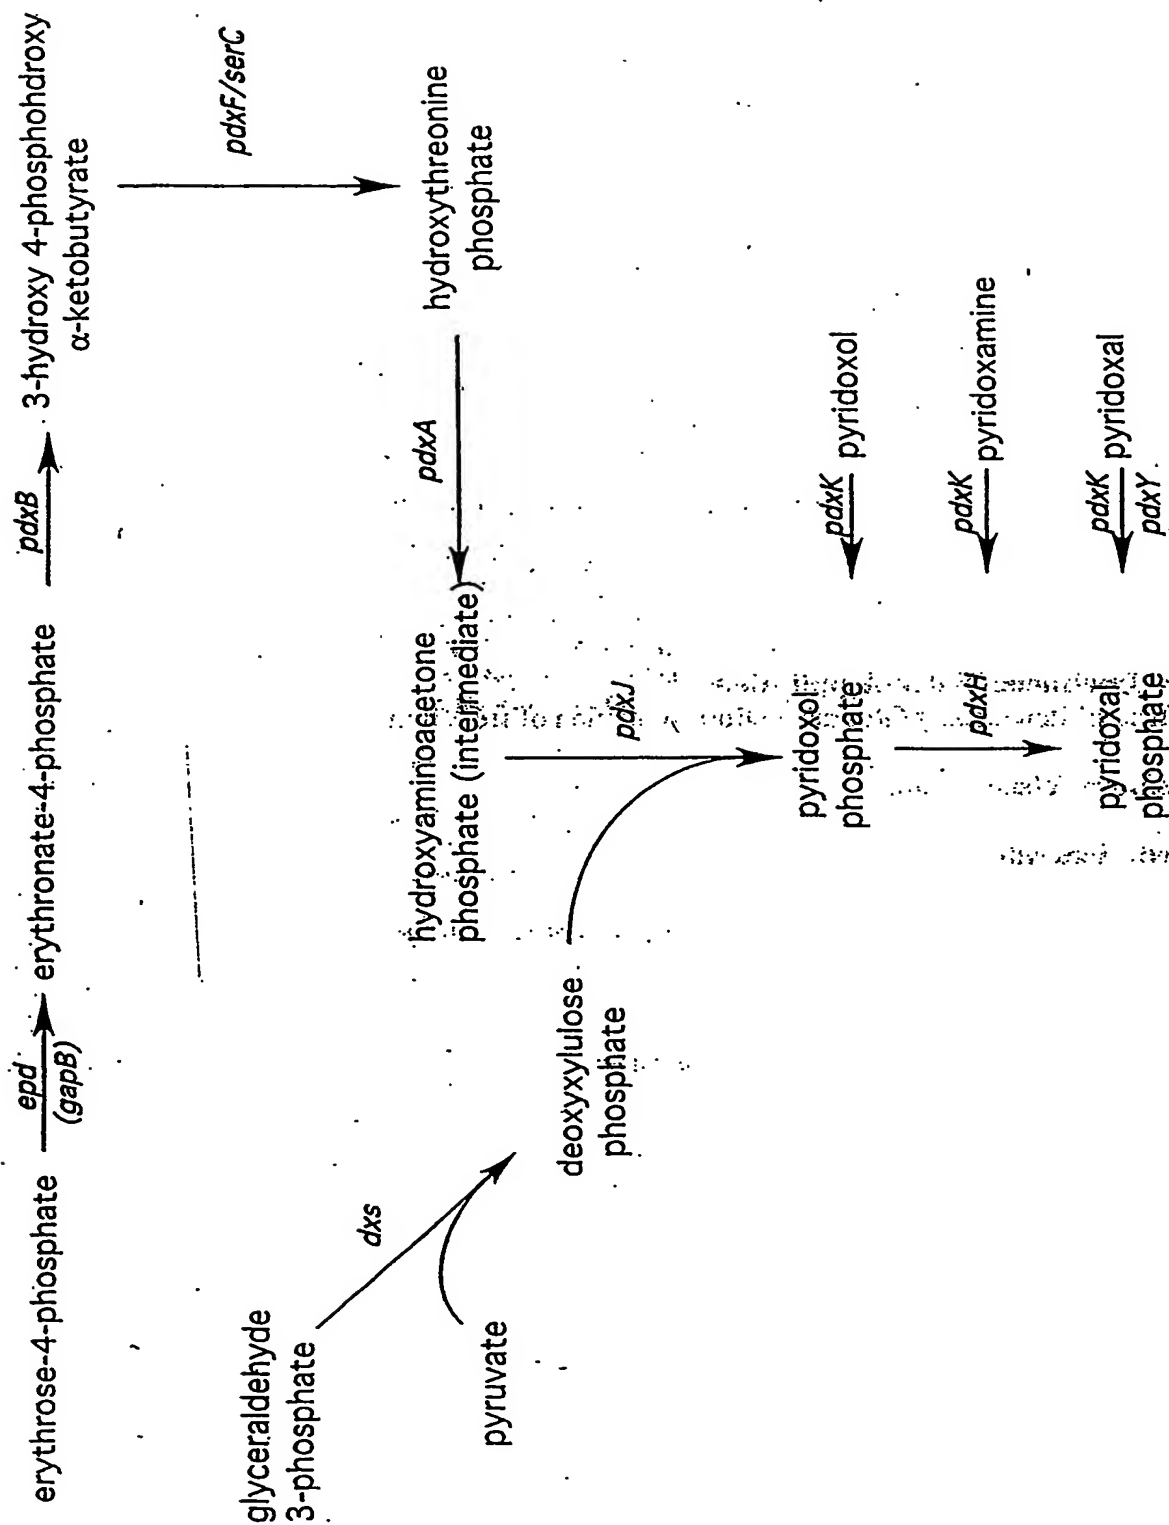 erythrose-4-phosphate
epd
(gapB)
erythronate-4-phosphate
pdxB
3-hydroxy 4-phosphohdroxy
α-ketobutyrate
pdxF/serC
glyceraldehyde
3-phosphate
dxs
pyruvate
hydroxyaminoacetone
phosphate (intermediate)
pdxA
hydroxythreonine
phosphate
deoxyxylulose
phosphate
pdxJ
pyridoxol
phosphate
pdxK
pyridoxol
pdxH
pdxK
pyridoxamine
pyridoxal
phosphate
pdxK
pdxY
pyridoxal